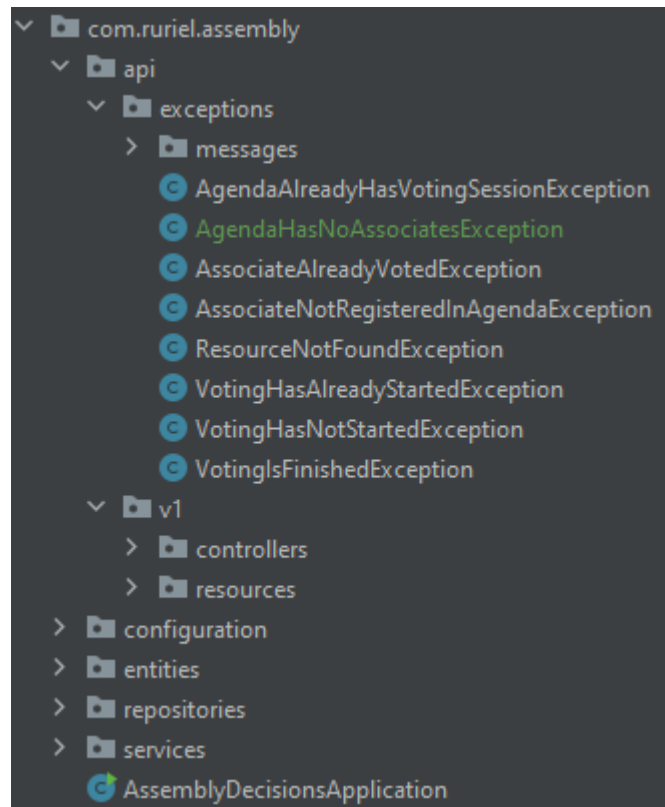 com.ruriel.assembly
api
exceptions
messages
AgendaAlreadyHasVotingSessionException
AgendaHasNoAssociatesException
AssociateAlreadyVotedException
AssociateNotRegisteredInAgendaException
ResourceNotFoundException
VotingHasAlreadyStartedException
VotingHasNotStartedException
VotingIsFinishedException
v1
controllers
resources
configuration
entities
repositories
services
AssemblyDecisionsApplication